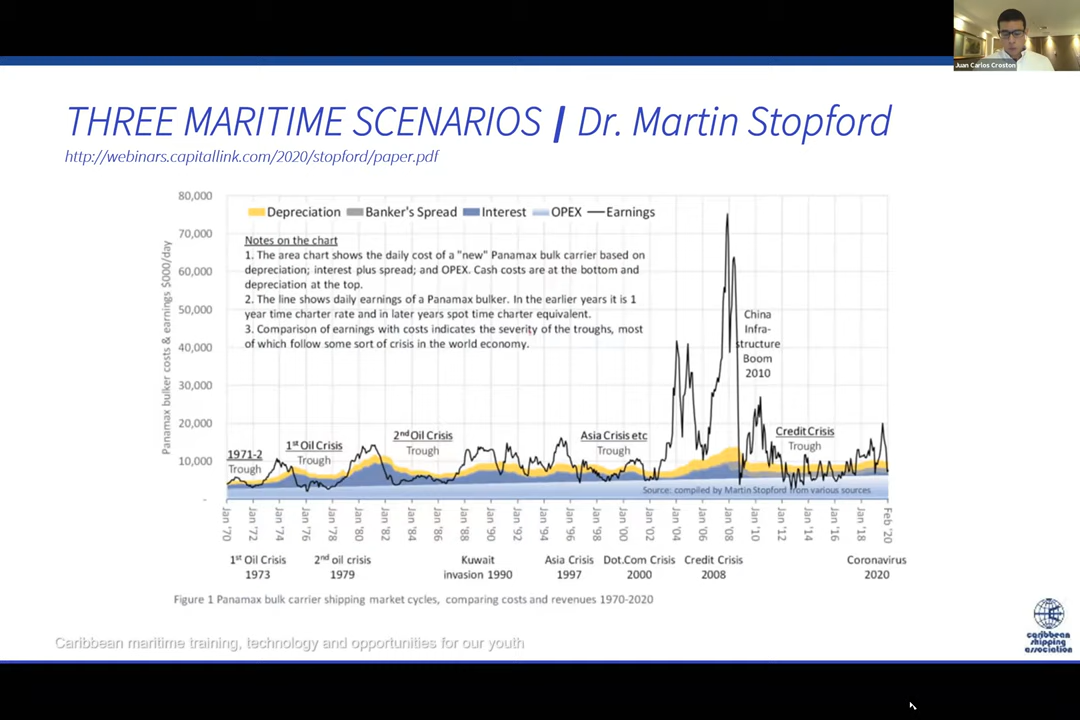 Juan Carlos Croston
THREE MARITIME SCENARIOS | Dr. Martin Stopford
http://webinars.capitallink.com/2020/stopford/paper.pdf
Panamax bulker costs & earnings $000/day
80,000
70,000
60,000
50,000
40,000
30,000
20,000
10,000
-
Depreciation Banker's Spread Interest OPEX Earnings
Notes on the chart
1. The area chart shows the daily cost of a "new" Panamax bulk carrier based on
depreciation; interest plus spread; and OPEX. Cash costs are at the bottom and
depreciation at the top.
2. The line shows daily earnings of a Panamax bulker. In the earlier years it is 1
year time charter rate and in later years spot time charter equivalent.
3. Comparison of earnings with costs indicates the severity of the troughs, most
of which follow some sort of crisis in the world economy.
China
Infra-
structure
Boom
2010
1971-2
Trough
1st Oil Crisis
Trough
2nd Oil Crisis
Trough
Asia Crisis etc
Trough
Credit Crisis
Trough
Source: compiled by Martin Stopford from various sources
Jan '70
Jan '72
Jan '74
Jan '76
Jan '78
Jan '80
Jan '82
Jan '84
Jan '86
Jan '88
Jan '90
Jan '92
Jan '94
Jan '96
Jan '98
Jan '00
Jan '02
Jan '04
Jan '06
Jan '08
Jan '10
Jan '12
Jan '14
Jan '16
Jan '18
Feb '20
1st Oil Crisis
1973
2nd oil crisis
1979
Kuwait
invasion 1990
Asia Crisis
1997
Dot.Com Crisis
2000
Credit Crisis
2008
Coronavirus
2020
Figure 1 Panamax bulk carrier shipping market cycles, comparing costs and revenues 1970-2020
Caribbean maritime training, technology and opportunities for our youth
caribbean
shipping
association